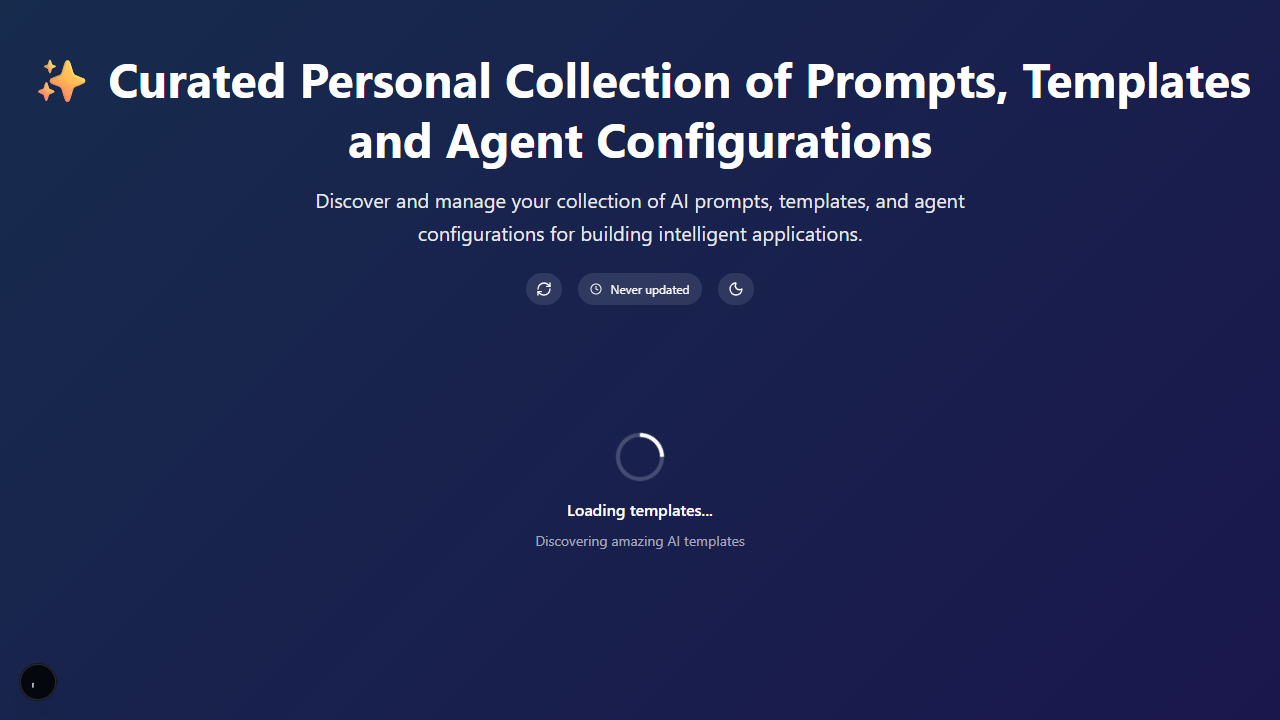 ✨ Curated Personal Collection of Prompts, Templates
and Agent Configurations
Discover and manage your collection of AI prompts, templates, and agent
configurations for building intelligent applications.
Never updated
Loading templates...
Discovering amazing AI templates